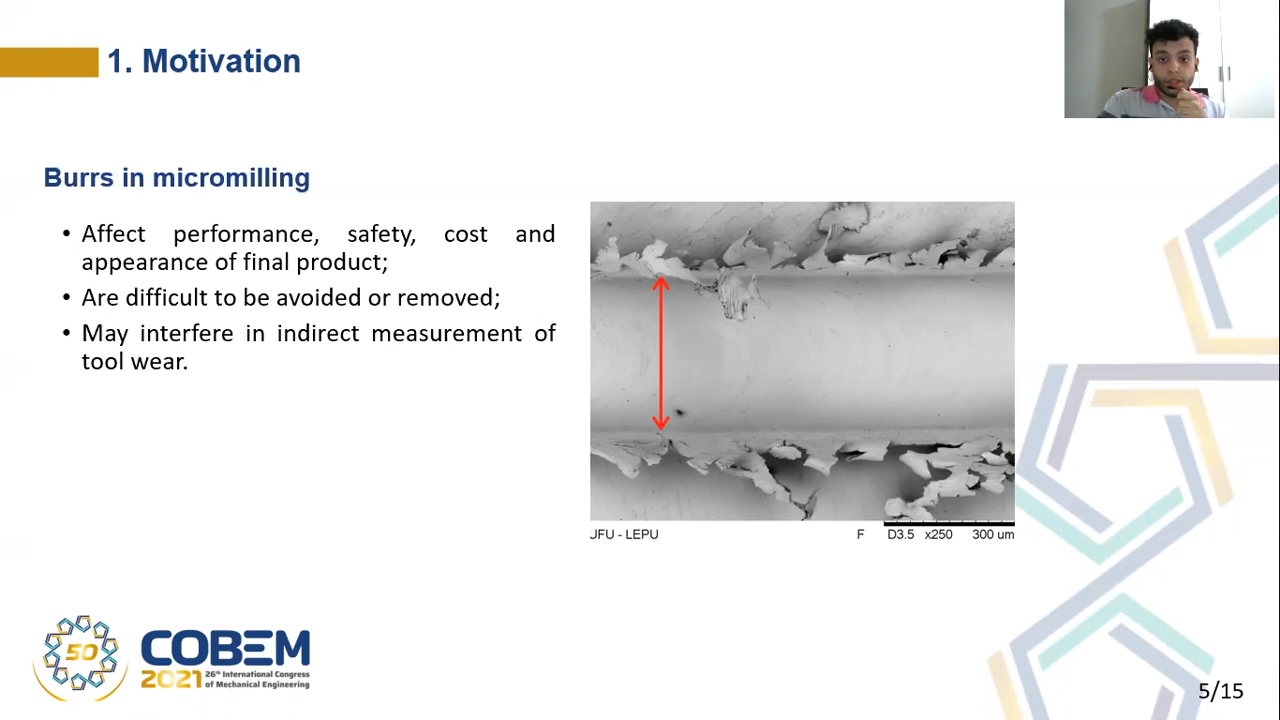 1. Motivation
Burrs in micromilling
• Affect performance, safety, cost and
appearance of final product;
• Are difficult to be avoided or removed;
• May interfere in indirect measurement of
tool wear.
UFU - LEPU F D3.5 x250 300 um
50
COBEM
2021 26th International Congress
of Mechanical Engineering
5/15